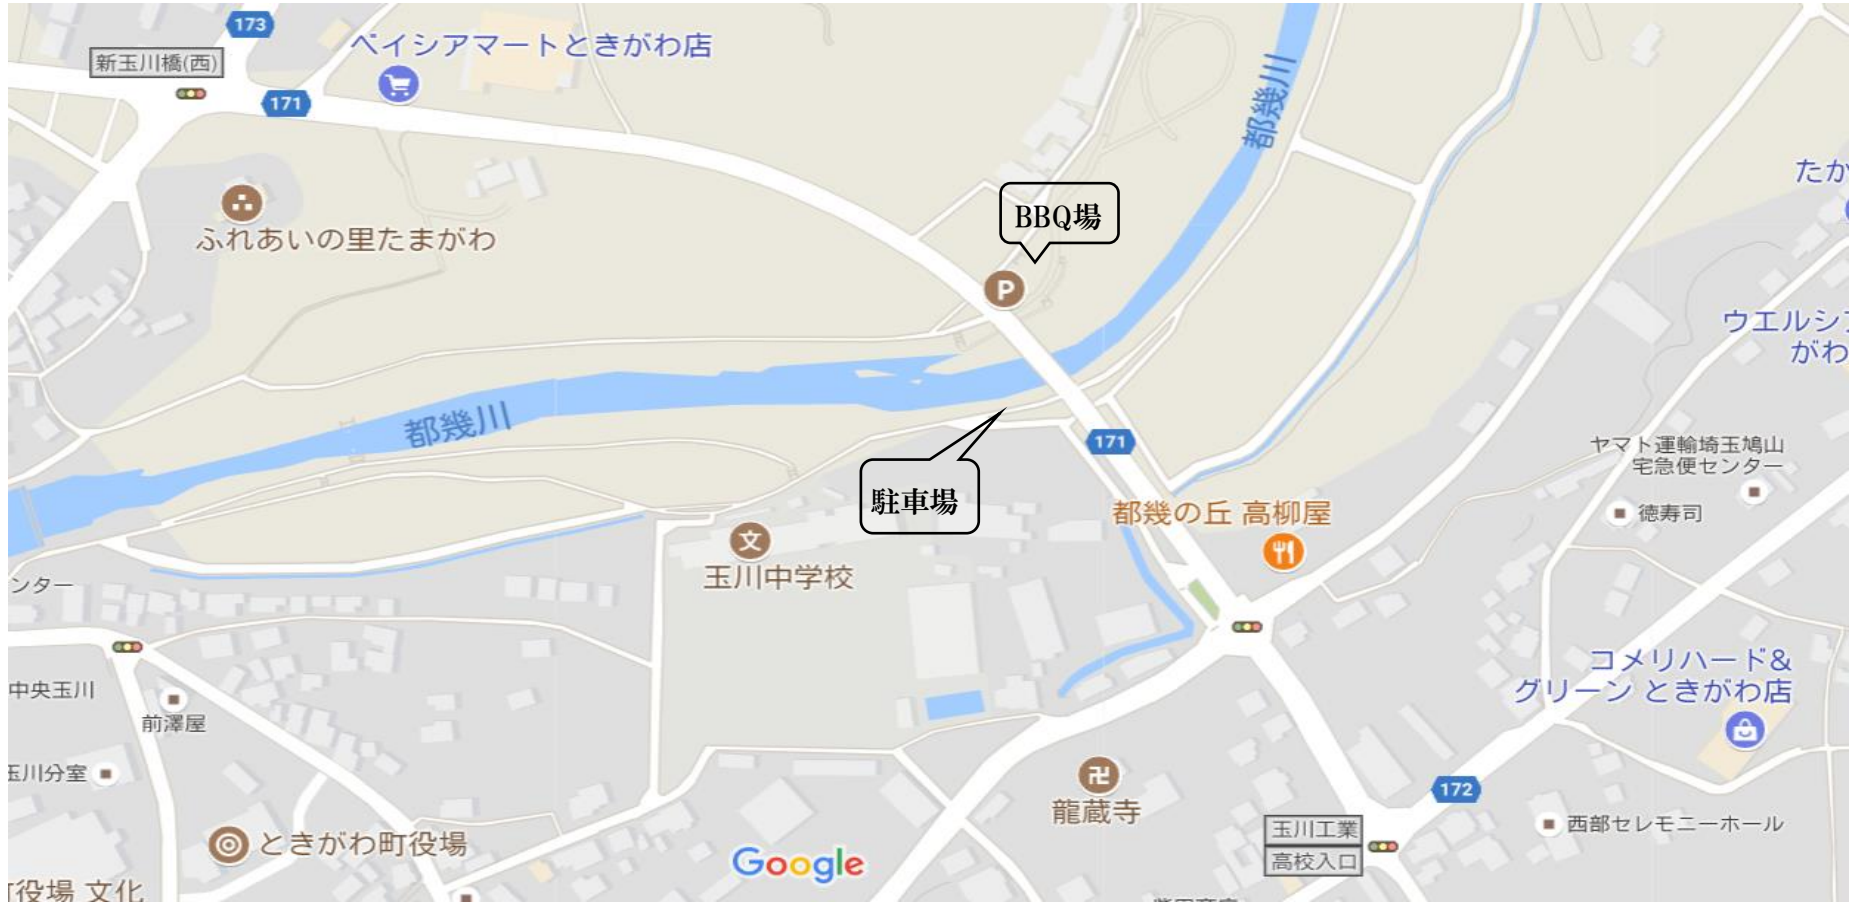 173
ベイシアマートときがわ店
新玉川橋(西)
171
都幾川
たか
BBQ場
ふれあいの里たまがわ
P
ウエルシ
がわ
都幾川
171
ヤマト運輸埼玉鳩山
宅急便センター
駐車場
都幾の丘 高柳屋
徳寿司
文
玉川中学校
ンター
コメリハード&
グリーン ときがわ店
中央玉川
前澤屋
玉川分室
卍
龍蔵寺
172
玉川工業
高校入口
西部セレモニーホール
ときがわ町役場
Google
役場 文化